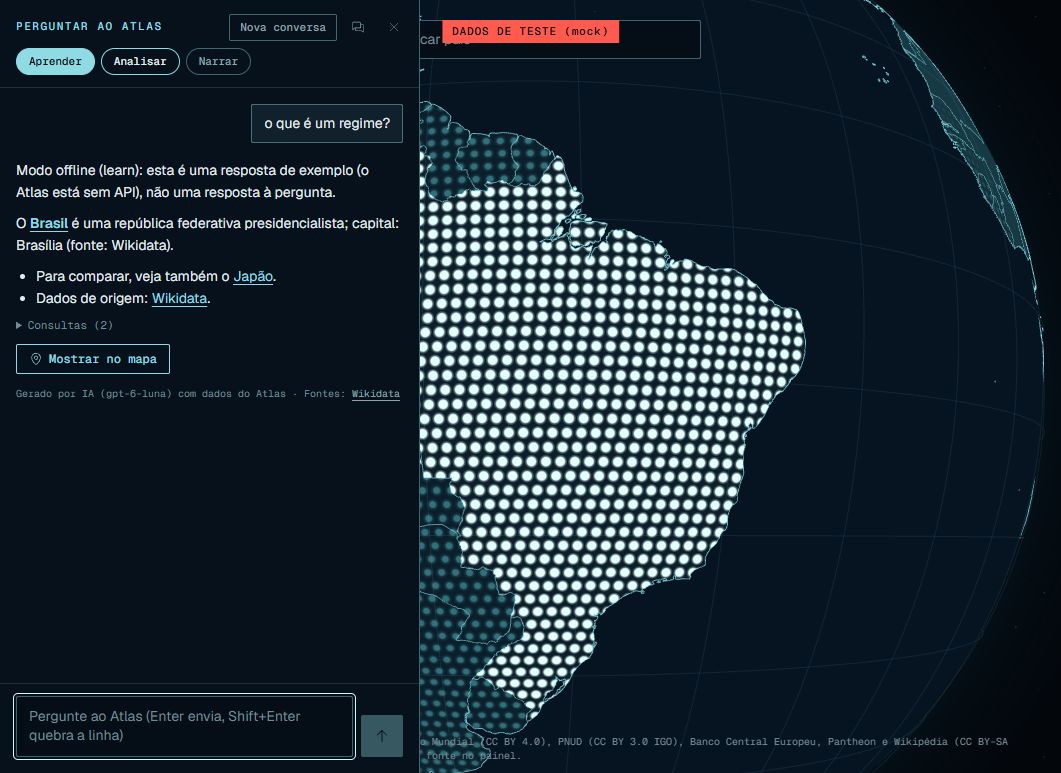 PERGUNTAR AO ATLAS
Nova conversa
Aprender
Analisar
Narrar
DADOS DE TESTE (mock)
o que é um regime?
Modo offline (learn): esta é uma resposta de exemplo (o
Atlas está sem API), não uma resposta à pergunta.
O Brasil é uma república federativa presidencialista; capital:
Brasília (fonte: Wikidata).
• Para comparar, veja também o Japão.
• Dados de origem: Wikidata.
Consultas (2)
Mostrar no mapa
Gerado por IA (gpt-6-luna) com dados do Atlas · Fontes: Wikidata
Pergunte ao Atlas (Enter envia, Shift+Enter
quebra a linha)
o Mundial (CC BY 4.0), PNUD (CC BY 3.0 IGO), Banco Central Europeu, Pantheon e Wikipédia (CC BY-SA
fonte no painel.